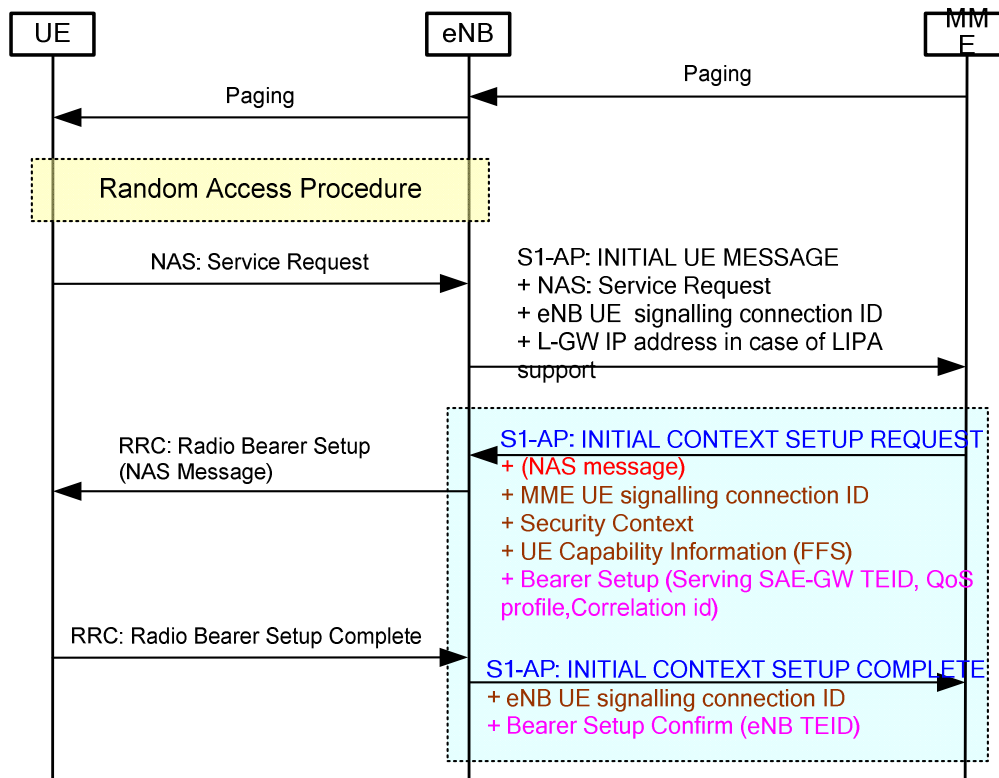 UE
eNB
MM
E
Paging
Paging
Random Access Procedure
NAS: Service Request
S1-AP: INITIAL UE MESSAGE
+ NAS: Service Request
+ eNB UE  signalling connection ID
+ L-GW IP address in case of LIPA
support
RRC: Radio Bearer Setup
(NAS Message)
S1-AP: INITIAL CONTEXT SETUP REQUEST
+ (NAS message)
+ MME UE signalling connection ID
+ Security Context
+ UE Capability Information (FFS)
+ Bearer Setup (Serving SAE-GW TEID, QoS
profile,Correlation id)
RRC: Radio Bearer Setup Complete
S1-AP: INITIAL CONTEXT SETUP COMPLETE
+ eNB UE signalling connection ID
+ Bearer Setup Confirm (eNB TEID)